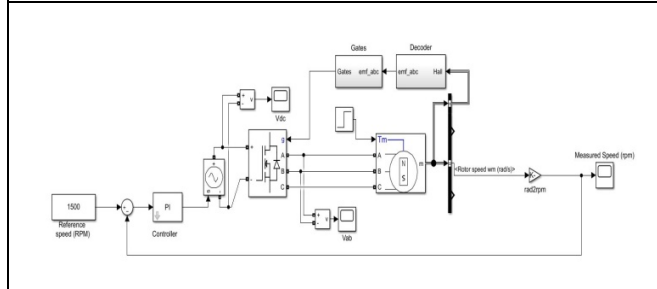 Gates
Decoder
Gates
emf_abc
emf_abc
Hall
+
-
v
Vdc
g
Tm
+
A
A
N
m
Measured Speed (rpm)
B
B
S
<Rotor speed wm (rad/s)>
-
C
C
rad2rpm
1500
PI
Reference
speed (RPM)
Controller
+
-
v
Vab